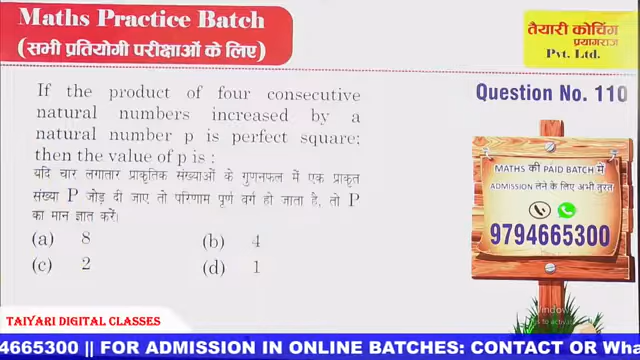 Maths Practice Batch
(सभी प्रतियोगी परीक्षाओं के लिए)
तैयारी कोचिंग
प्रयागराज
Pvt. Ltd.
If the product of four consecutive
natural numbers increased by a
natural number p is perfect square;
then the value of p is :
यदि चार लगातार प्राकृतिक संख्याओं के गुणनफल में एक प्राकृत
संख्या P जोड़ दी जाए तो परिणाम पूर्ण वर्ग हो जाता है, तो P
का मान ज्ञात करें।
(a) 8 (b) 4
(c) 2 (d) 1
Question No. 110
MATHS की PAID BATCH में
ADMISSION लेने के लिए अभी तुरत
9794665300
TAIYARI DIGITAL CLASSES
4665300 || FOR ADMISSION IN ONLINE BATCHES: CONTACT OR Wha